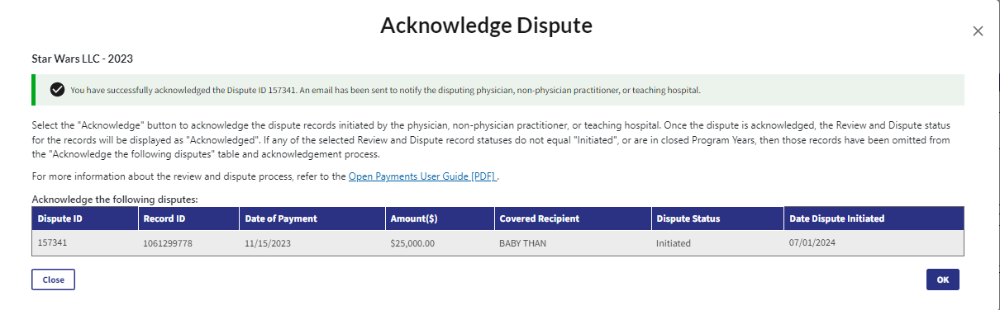 Acknowledge Dispute
Star Wars LLC - 2023
You have successfully acknowledged the Dispute ID 157341. An email has been sent to notify the disputing physician, non-physician practitioner, or teaching hospital.
Select the "Acknowledge" button to acknowledge the dispute records initiated by the physician, non-physician practitioner, or teaching hospital. Once the dispute is acknowledged, the Review and Dispute status
for the records will be displayed as "Acknowledged". If any of the selected Review and Dispute record statuses do not equal "Initiated", or are in closed Program Years, then those records have been omitted from
the "Acknowledge the following disputes" table and acknowledgement process.
For more information about the review and dispute process, refer to the Open Payments User Guide [PDF] .
Acknowledge the following disputes:
Dispute ID Record ID Date of Payment Amount($) Covered Recipient Dispute Status Date Dispute Initiated
157341 1061299778 11/15/2023 $25,000.00 BABY THAN Initiated 07/01/2024
Close OK